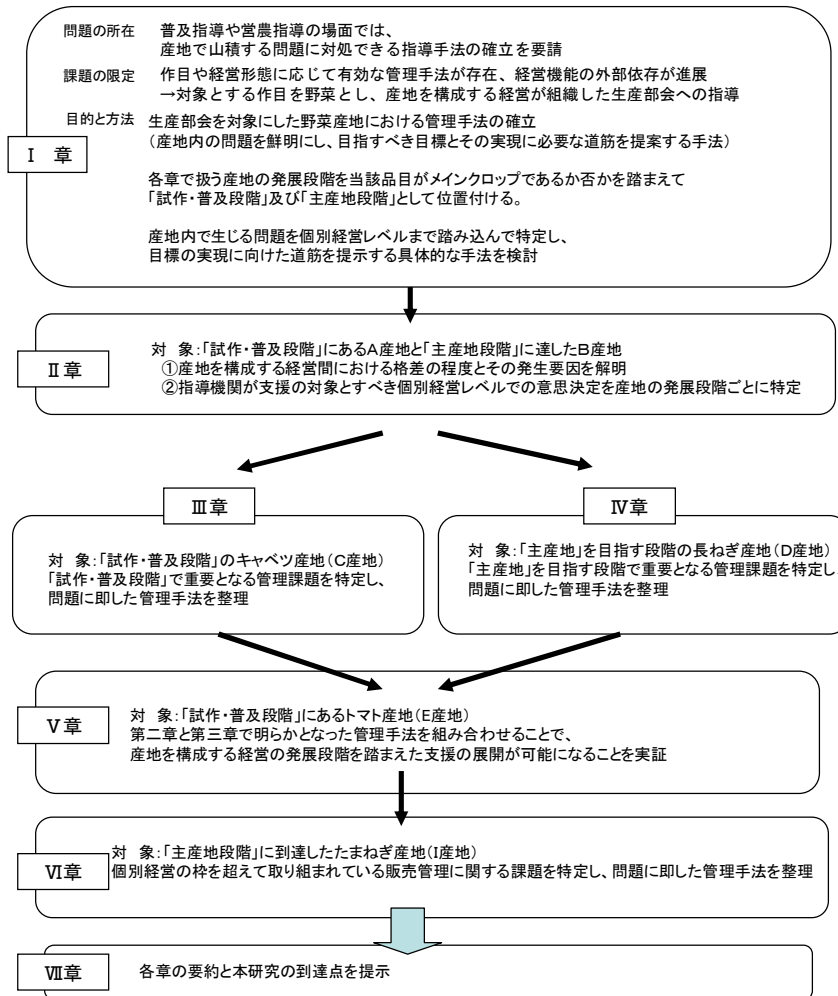 問題の所在 普及指導や営農指導の場面では、
産地で山積する問題に対処できる指導手法の確立を要請
課題の限定 作目や経営形態に応じて有効な管理手法が存在、経営機能の外部依存が進展
→対象とする作目を野菜とし、産地を構成する経営が組織した生産部会への指導
目的と方法 生産部会を対象にした野菜産地における管理手法の確立
(産地内の問題を鮮明にし、目指すべき目標とその実現に必要な道筋を提案する手法)
Ⅰ 章
各章で扱う産地の発展段階を当該品目がメインクロップであるか否かを踏まえて
「試作・普及段階」及び「主産地段階」として位置付ける。
産地内で生じる問題を個別経営レベルまで踏み込んで特定し、
目標の実現に向けた道筋を提示する具体的な手法を検討
Ⅱ章
対 象:「試作・普及段階」にあるA産地と「主産地段階」に達したB産地
①産地を構成する経営間における格差の程度とその発生要因を解明
②指導機関が支援の対象とすべき個別経営レベルでの意思決定を産地の発展段階ごとに特定
Ⅲ章
対 象:「試作・普及段階」のキャベツ産地(C産地)
「試作・普及段階」で重要となる管理課題を特定し、
問題に即した管理手法を整理
Ⅳ章
対 象:「主産地」を目指す段階の長ねぎ産地(D産地)
「主産地」を目指す段階で重要となる管理課題を特定し、
問題に即した管理手法を整理
Ⅴ章
対 象:「試作・普及段階」にあるトマト産地(E産地)
第二章と第三章で明らかとなった管理手法を組み合わせることで、
産地を構成する経営の発展段階を踏まえた支援の展開が可能になることを実証
Ⅵ章
対 象:「主産地段階」に到達したたまねぎ産地(I産地)
個別経営の枠を超えて取り組まれている販売管理に関する課題を特定し、問題に即した管理手法を整理
Ⅶ章
各章の要約と本研究の到達点を提示